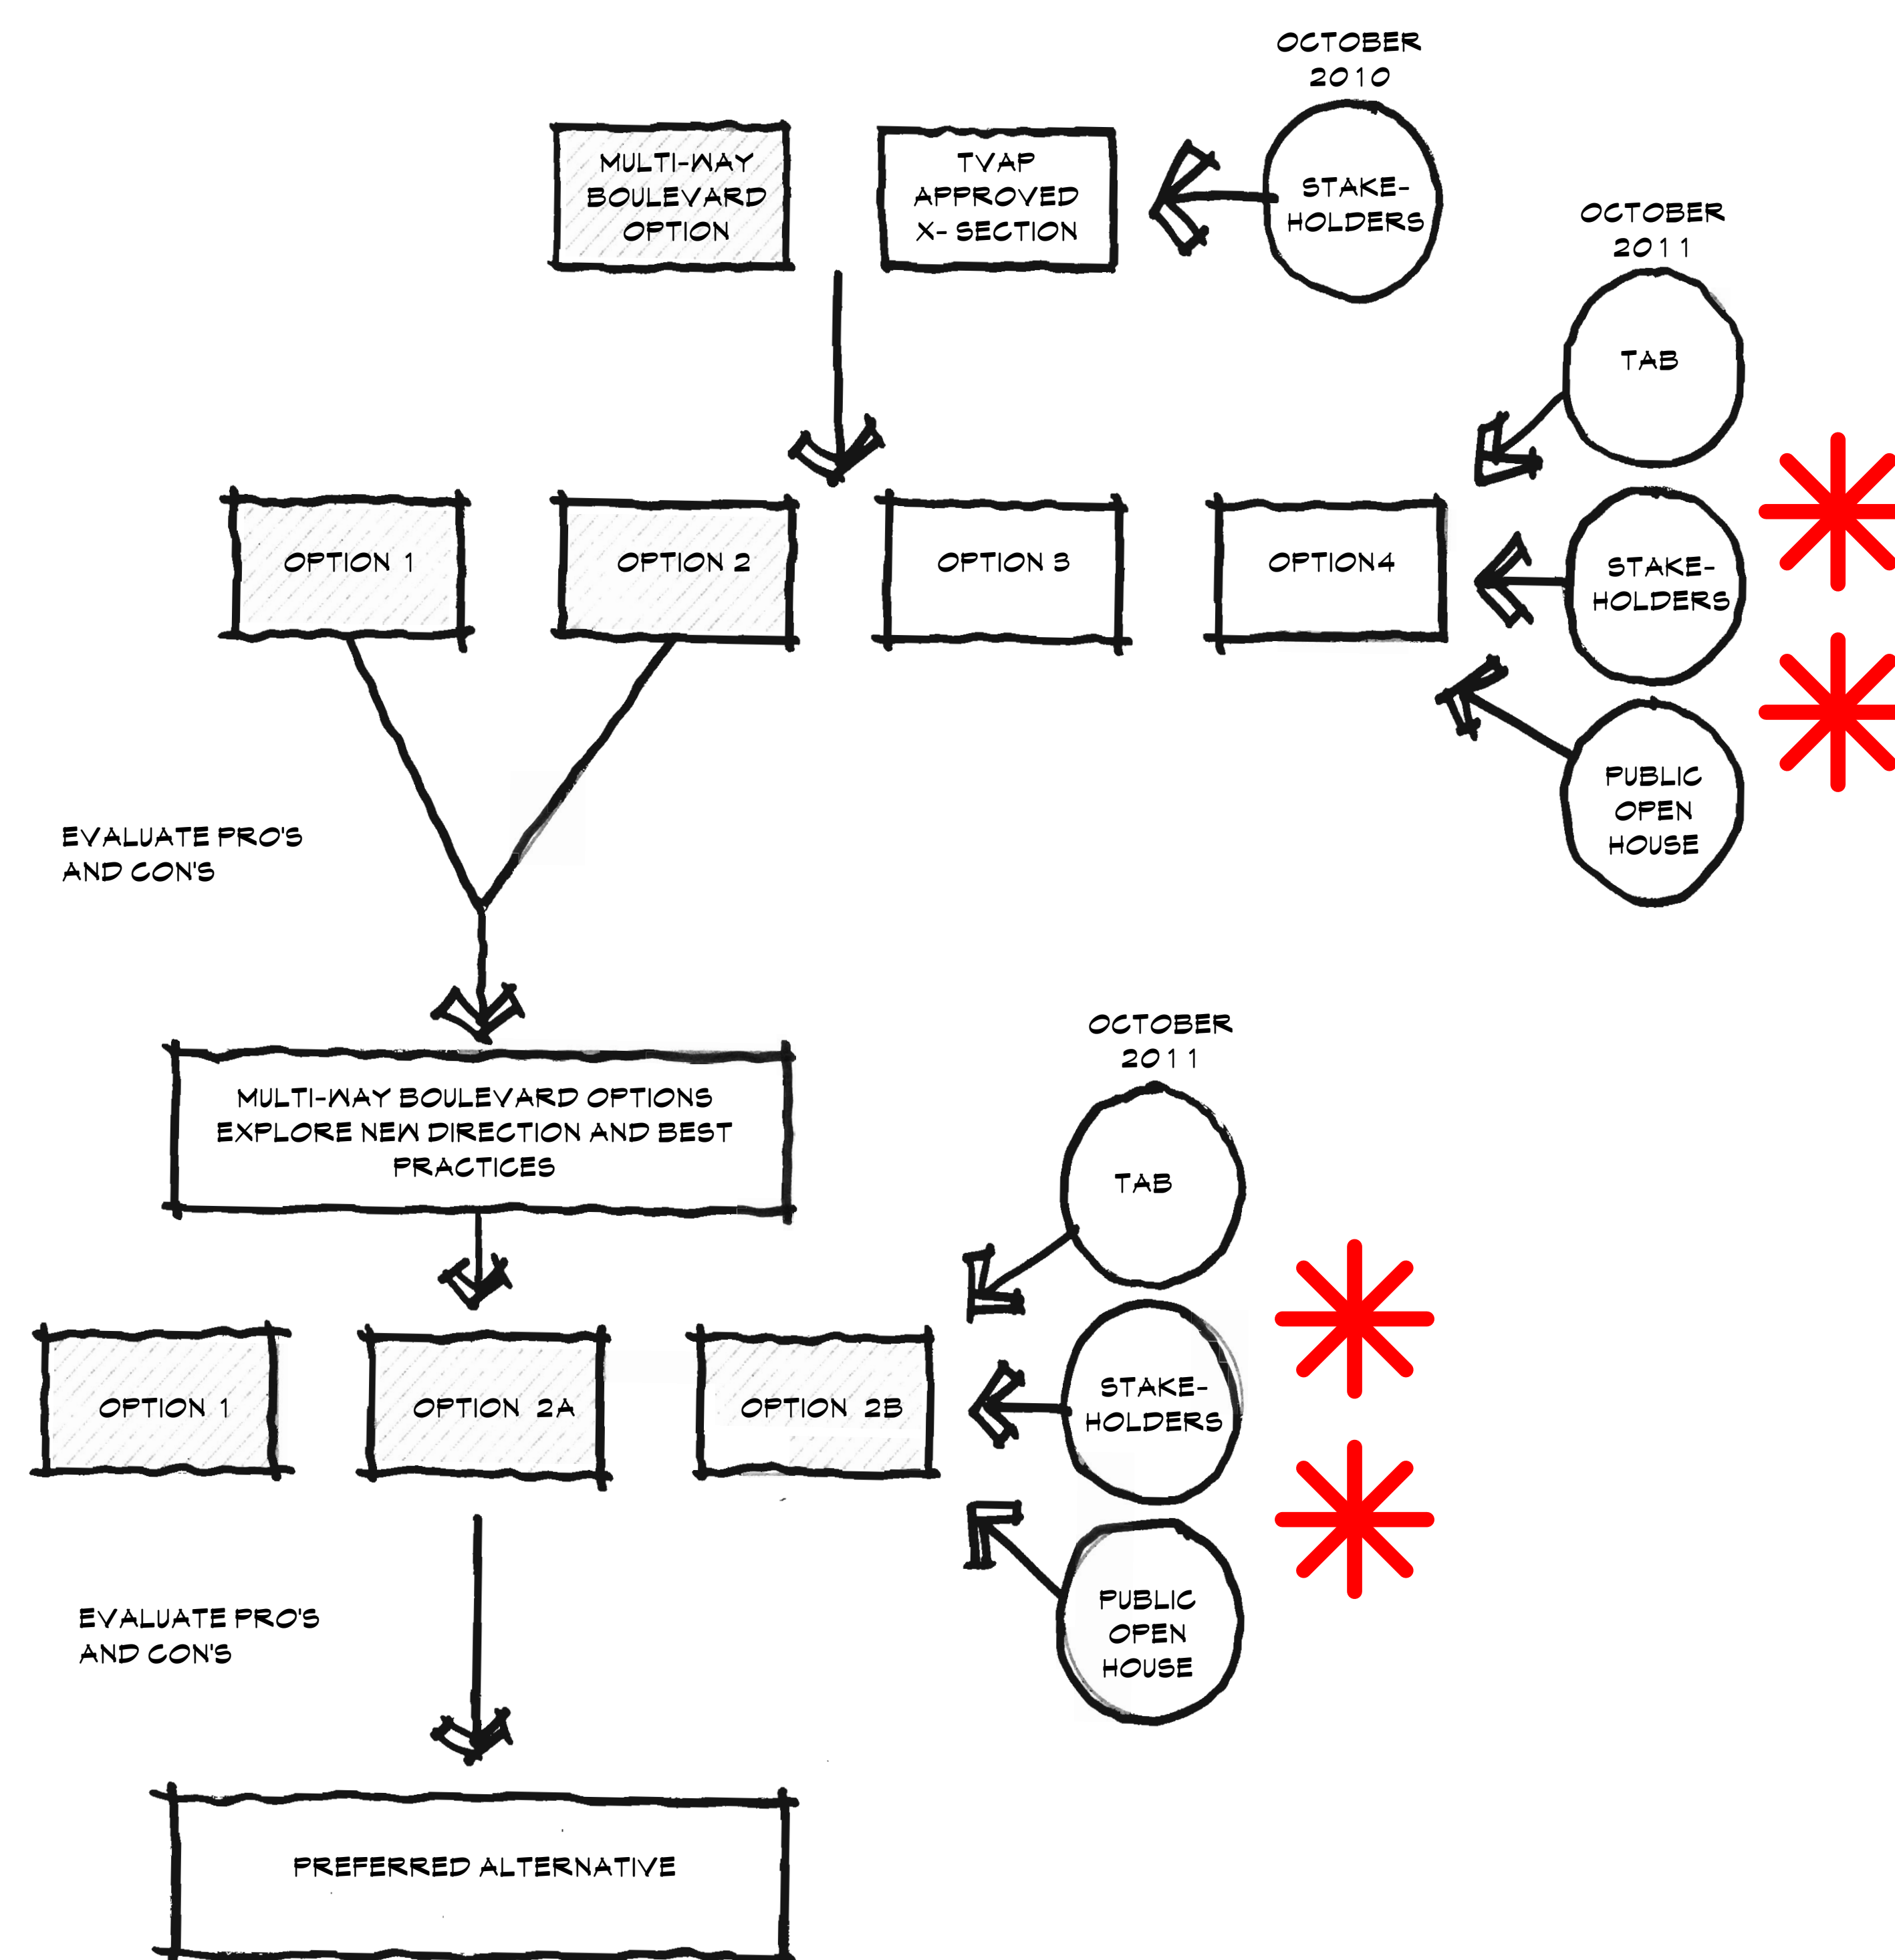 OCTOBER
2010
MULTI-WAY
BOULEVARD
OPTION
TVAP
APPROVED
X- SECTION
STAKE-
HOLDERS
OCTOBER
2011
TAB
OPTION 1
OPTION 2
OPTION 3
OPTION4
STAKE-
HOLDERS
PUBLIC
OPEN
HOUSE
EVALUATE PRO'S
AND CON'S
MULTI-WAY BOULEVARD OPTIONS
EXPLORE NEW DIRECTION AND BEST
PRACTICES
OCTOBER
2011
TAB
OPTION 1
OPTION 2A
OPTION 2B
STAKE-
HOLDERS
PUBLIC
OPEN
HOUSE
EVALUATE PRO'S
AND CON'S
PREFERRED ALTERNATIVE